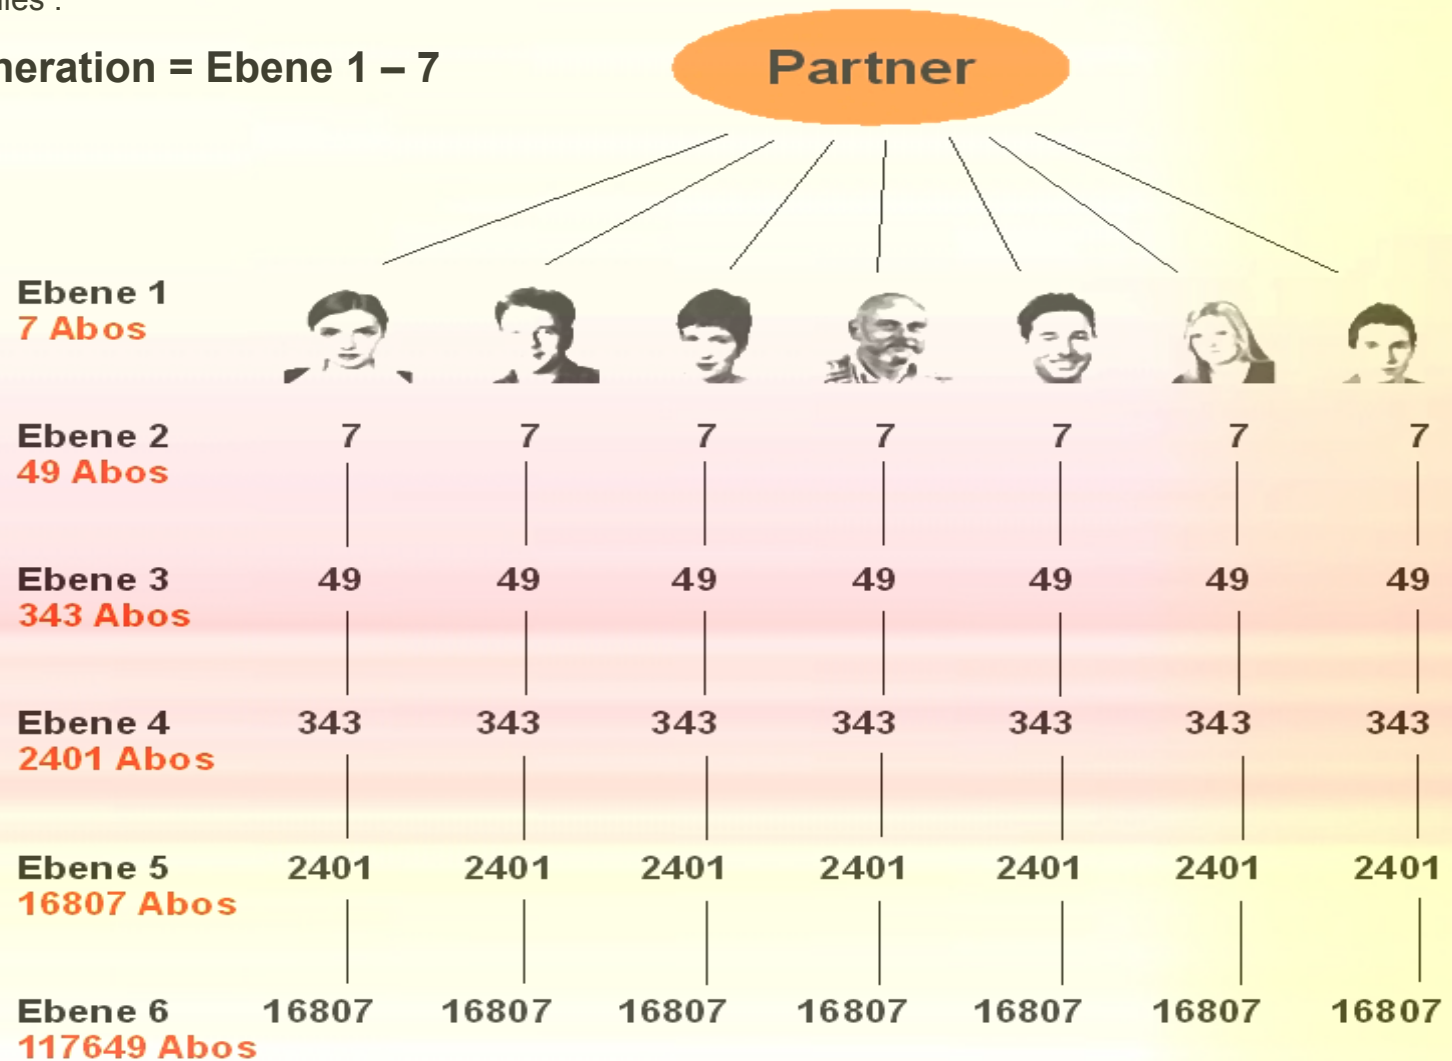 neration = Ebene 1 – 7
Partner
Ebene 1
7 Abos
Ebene 2 7 7 7 7 7 7 7
49 Abos
Ebene 3 49 49 49 49 49 49 49
343 Abos
Ebene 4 343 343 343 343 343 343 343
2401 Abos
Ebene 5 2401 2401 2401 2401 2401 2401 2401
16807 Abos
Ebene 6 16807 16807 16807 16807 16807 16807 16807
117649 Abos